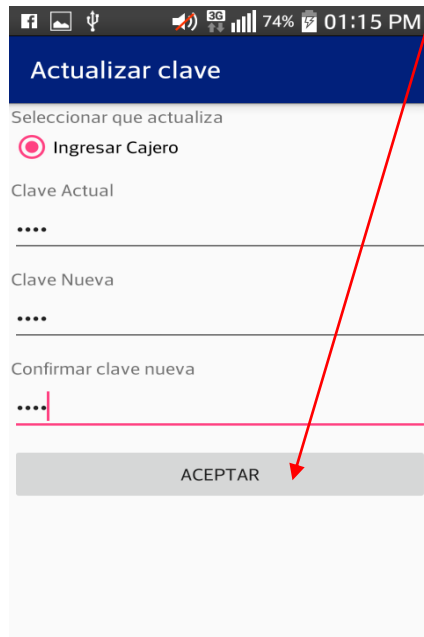 3G 74% 01:15 PM
Actualizar clave
Seleccionar que actualiza
Ingresar Cajero
Clave Actual
••••
Clave Nueva
••••
Confirmar clave nueva
••••
ACEPTAR